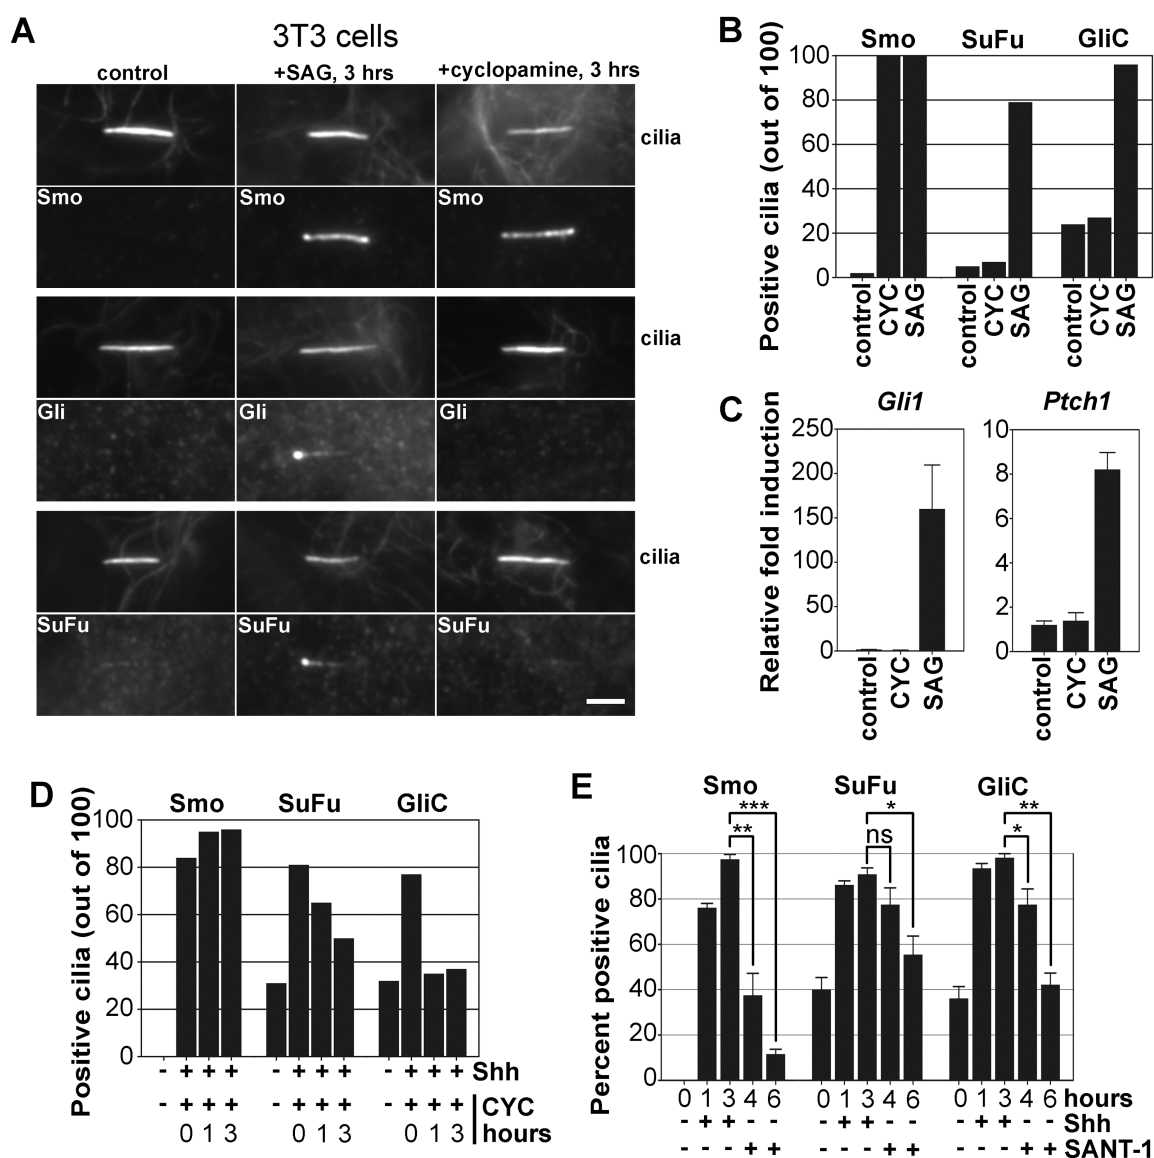 A
3T3 cells
control +SAG, 3 hrs +cyclopamine, 3 hrs
cilia
Smo Smo Smo
cilia
Gli Gli Gli
cilia
SuFu SuFu SuFu
B
Smo SuFu GliC
Positive cilia (out of 100)
100
80
60
40
20
0
control CYC SAG control CYC SAG control CYC SAG
C
Gli1 Ptch1
Relative fold induction
250
200
150
100
50
0
10
8
6
4
2
0
control CYC SAG control CYC SAG
D
Smo SuFu GliC
Positive cilia (out of 100)
100
80
60
40
20
0
- + + + - + + + - + + + Shh
- + + + - + + + - + + + CYC
0 1 3 0 1 3 0 1 3 hours
E
Smo SuFu GliC
*** * **
** ns *
Percent positive cilia
100
80
60
40
20
0
0 1 3 4 6 0 1 3 4 6 0 1 3 4 6 hours
- + + - - - + + - - - + + - - Shh
- - - + + - - - + + - - - + + SANT-1